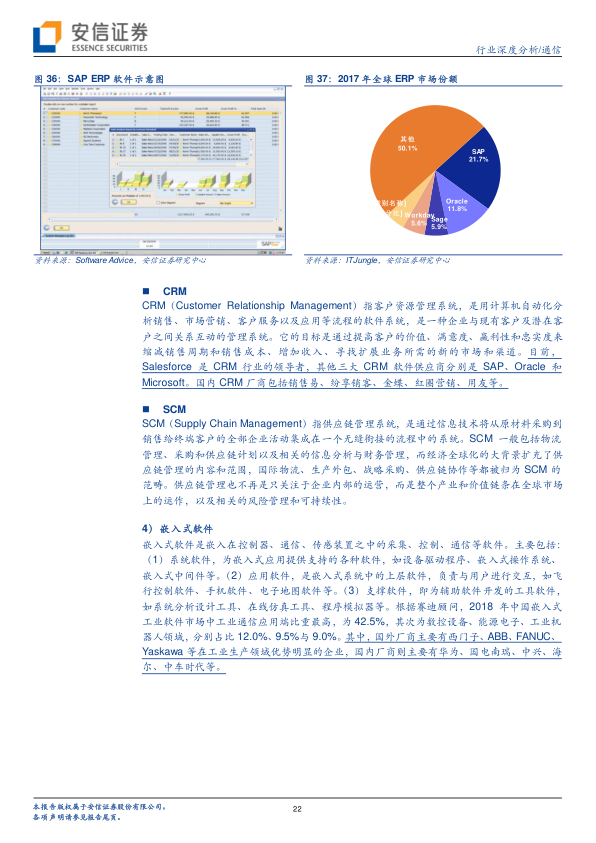 安信证券
ESSENCE SECURITIES
行业深度分析/通信
图 36：SAP ERP 软件示意图
图 37：2017 年全球 ERP 市场份额
其他
50.1%
SAP
21.7%
Oracle
11.8%
Sage
5.9%
Workday
5.6%
别名称]
资料来源：Software Advice，安信证券研究中心
资料来源：ITJungle，安信证券研究中心
■ CRM
CRM（Customer Relationship Management）指客户资源管理系统，是用计算机自动化分
析销售、市场营销、客户服务以及应用等流程的软件系统，是一种企业与现有客户及潜在客
户之间关系互动的管理系统。它的目标是通过提高客户的价值、满意度、赢利性和忠实度来
缩减销售周期和销售成本、增加收入、寻找扩展业务所需的新的市场和渠道。目前，
Salesforce 是 CRM 行业的领导者，其他三大 CRM 软件供应商分别是 SAP、Oracle 和
Microsoft。国内 CRM 厂商包括销售易、纷享销客、金蝶、红圈营销、用友等。
■ SCM
SCM（Supply Chain Management）指供应链管理系统，是通过信息技术将从原材料采购到
销售给终端客户的全部企业活动集成在一个无缝衔接的流程中的系统。SCM 一般包括物流
管理、采购和供应链计划以及相关的信息分析与财务管理，而经济全球化的大背景扩充了供
应链管理的内容和范围，国际物流、生产外包、战略采购、供应链协作等都被归为 SCM 的
范畴。供应链管理也不再是只关注于企业内部的运营，而是整个产业和价值链条在全球市场
上的运作，以及相关的风险管理和可持续性。
4）嵌入式软件
嵌入式软件是嵌入在控制器、通信、传感装置之中的采集、控制、通信等软件。主要包括：
（1）系统软件，为嵌入式应用提供支持的各种软件，如设备驱动程序、嵌入式操作系统、
嵌入式中间件等。（2）应用软件，是嵌入式系统中的上层软件，负责与用户进行交互，如飞
行控制软件、手机软件、电子地图软件等。（3）支撑软件，即为辅助软件开发的工具软件，
如系统分析设计工具、在线仿真工具、程序模拟器等。根据赛迪顾问，2018 年中国嵌入式
工业软件市场中工业通信应用端比重最高，为 42.5%，其次为数控设备、能源电子、工业机
器人领域，分别占比 12.0%、9.5%与 9.0%。其中，国外厂商主要有西门子、ABB、FANUC、
Yaskawa 等在工业生产领域优势明显的企业，国内厂商则主要有华为、国电南瑞、中兴、海
尔、中车时代等。
本报告版权属于安信证券股份有限公司。
各项声明请参见报告尾页。
22